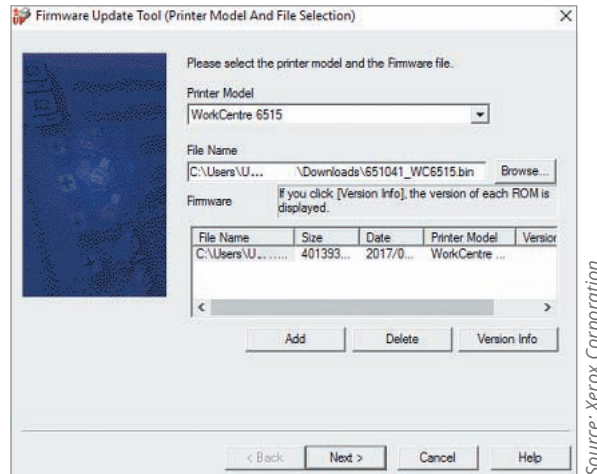 Firmware Update Tool (Printer Model And File Selection)
Please select the printer model and the Firmware file.
Printer Model
WorkCentre 6515
File Name
C:\Users\U... \Downloads\651041_WC6515.bin Browse...
Firmware
If you click [Version Info], the version of each ROM is
displayed.
File Name Size Date Printer Model Version
C:\Users\U... ..... 401393... 2017/0... WorkCentre ...
Add Delete Version Info
< Back Next > Cancel Help
Source: Xerox Corporation